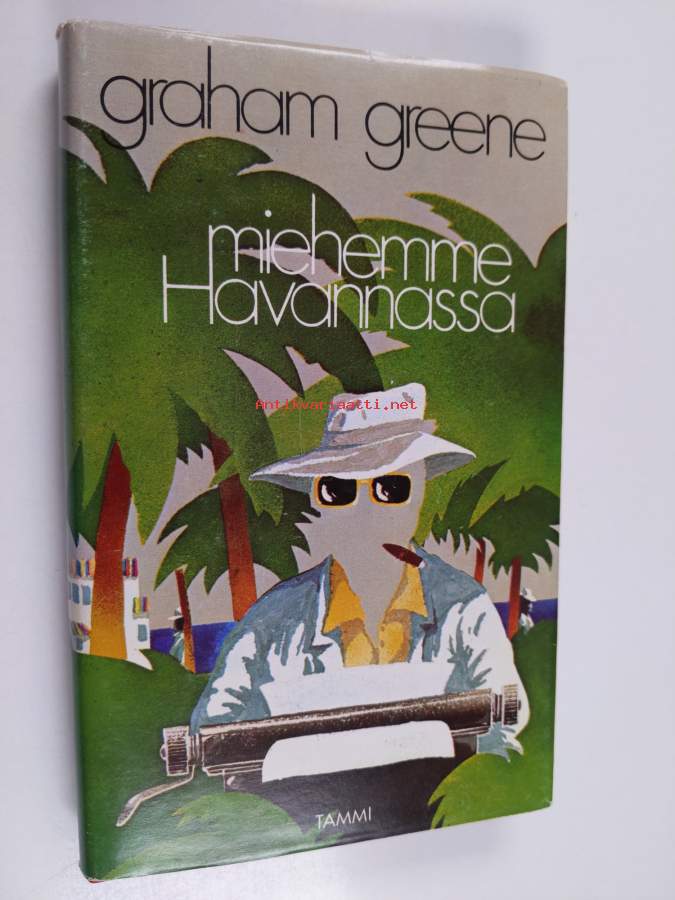 graham greene
miehemme
Havannassa
Antikvariaatti.net
TAMMI